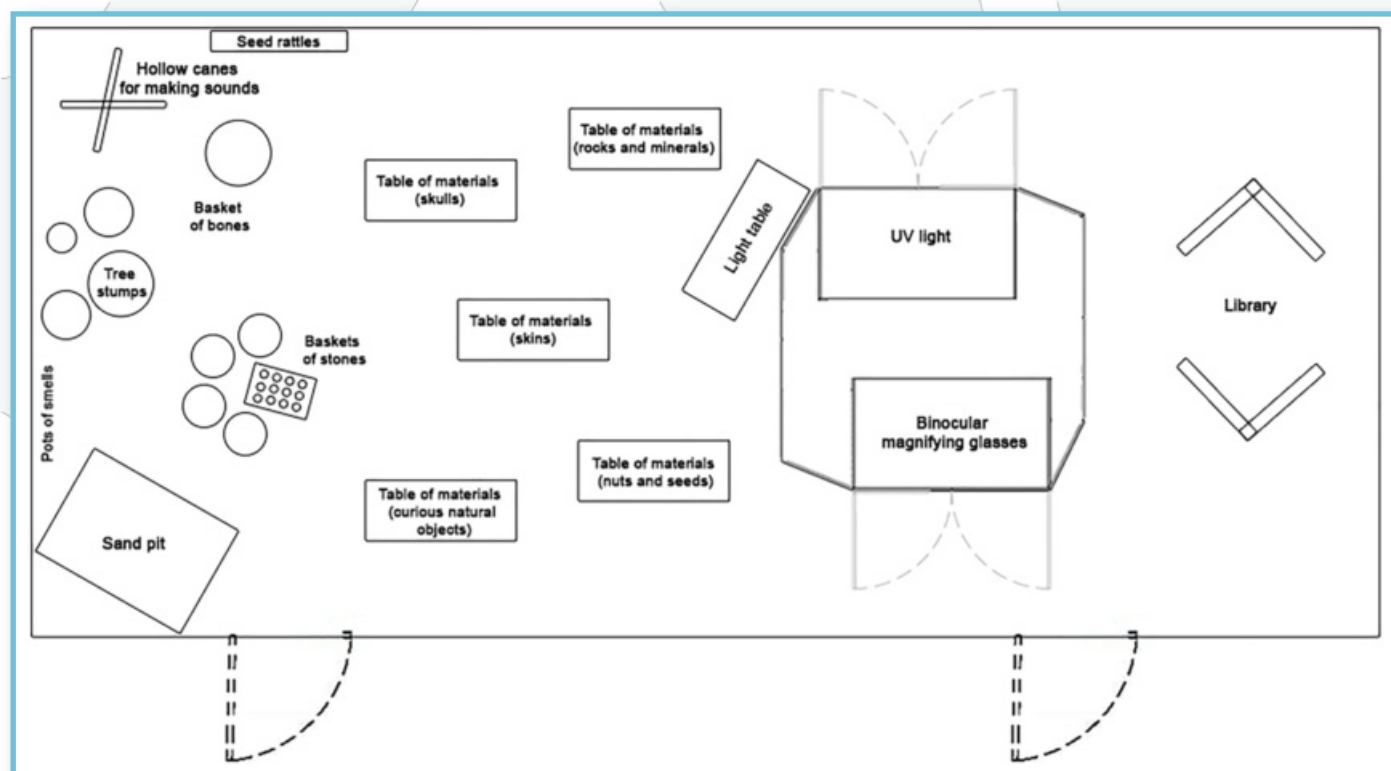 Seed rattles
Hollow canes
for making sounds
Table of materials
(rocks and minerals)
Table of materials
(skulls)
Basket
of bones
Light table
UV light
Tree
stumps
Library
Table of materials
(skins)
Baskets
of stones
Pots of smells
Binocular
magnifying glasses
Table of materials
(nuts and seeds)
Table of materials
(curious natural
objects)
Sand pit